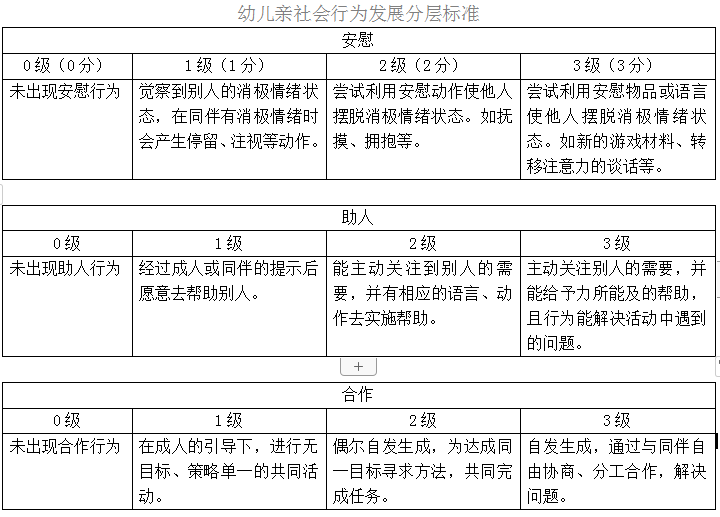 幼儿亲社会行为发展分层标准
安慰
0级（0分） 1级（1分） 2级（2分） 3级（3分）
未出现安慰行为
觉察到别人的消极情绪状
态，在同伴有消极情绪时
会产生停留、注视等动作。
尝试利用安慰动作使他人
摆脱消极情绪状态。如抚
摸、拥抱等。
尝试利用安慰物品或语言
使他人摆脱消极情绪状
态。如新的游戏材料、转
移注意力的谈话等。
助人
0级 1级 2级 3级
未出现助人行为
经过成人或同伴的提示后
愿意去帮助别人。
能主动关注到别人的需
要，并有相应的语言、动
作去实施帮助。
主动关注别人的需要，并
能给予力所能及的帮助，
且行为能解决活动中遇到
的问题。
合作
0级 1级 2级 3级
未出现合作行为
在成人的引导下，进行无
目标、策略单一的共同活
动。
偶尔自发生成，为达成同
一目标寻求方法，共同完
成任务。
自发生成，通过与同伴自
由协商、分工合作，解决
问题。